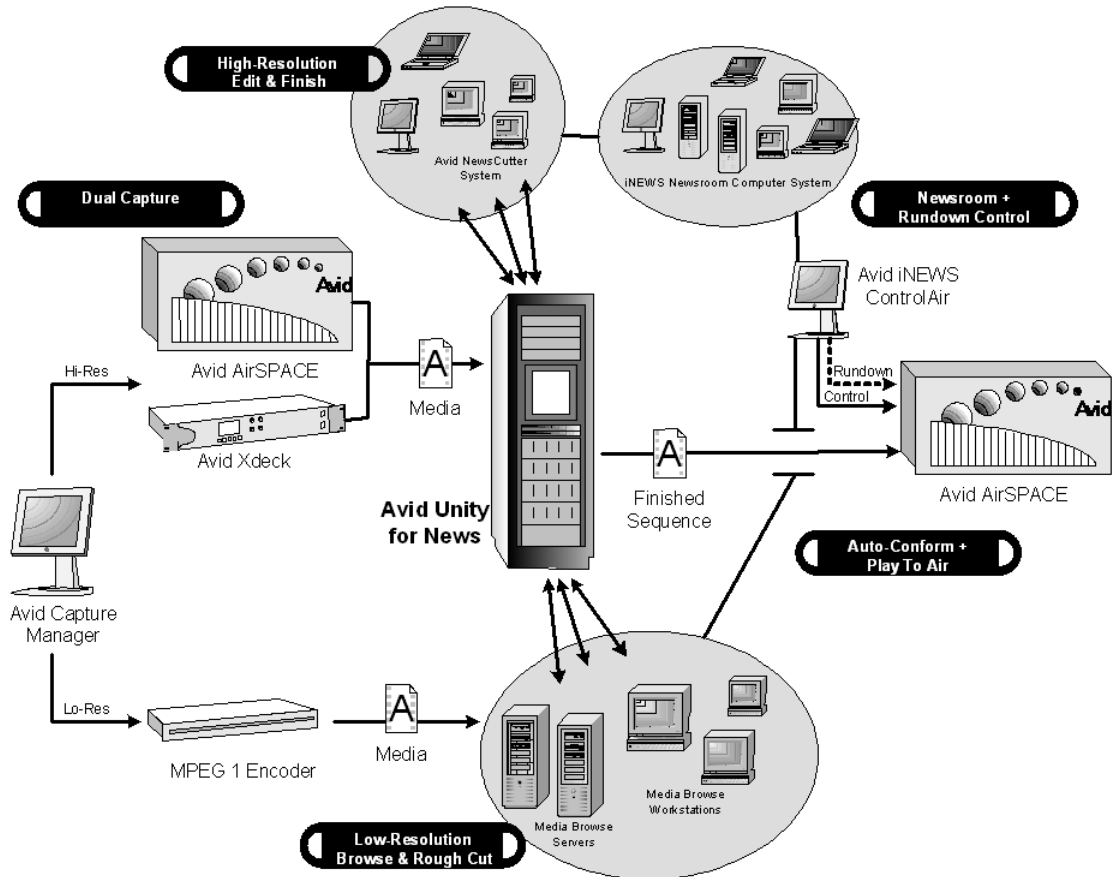 High-Resolution
Edit & Finish
Avid NewsCutter
System
iNEWS Newsroom Computer System
Dual Capture
Newsroom +
Rundown Control
Avid
Avid AirSPACE
Hi-Res
A
Media
Avid Xdeck
Avid iNEWS
ControlAir
Rundown
Control
Avid
Avid AirSPACE
A
Finished
Sequence
Avid Unity
for News
Auto-Conform +
Play To Air
Avid Capture
Manager
Lo-Res
MPEG 1 Encoder
A
Media
Media Browse
Workstations
Media Browse
Servers
Low-Resolution
Browse & Rough Cut